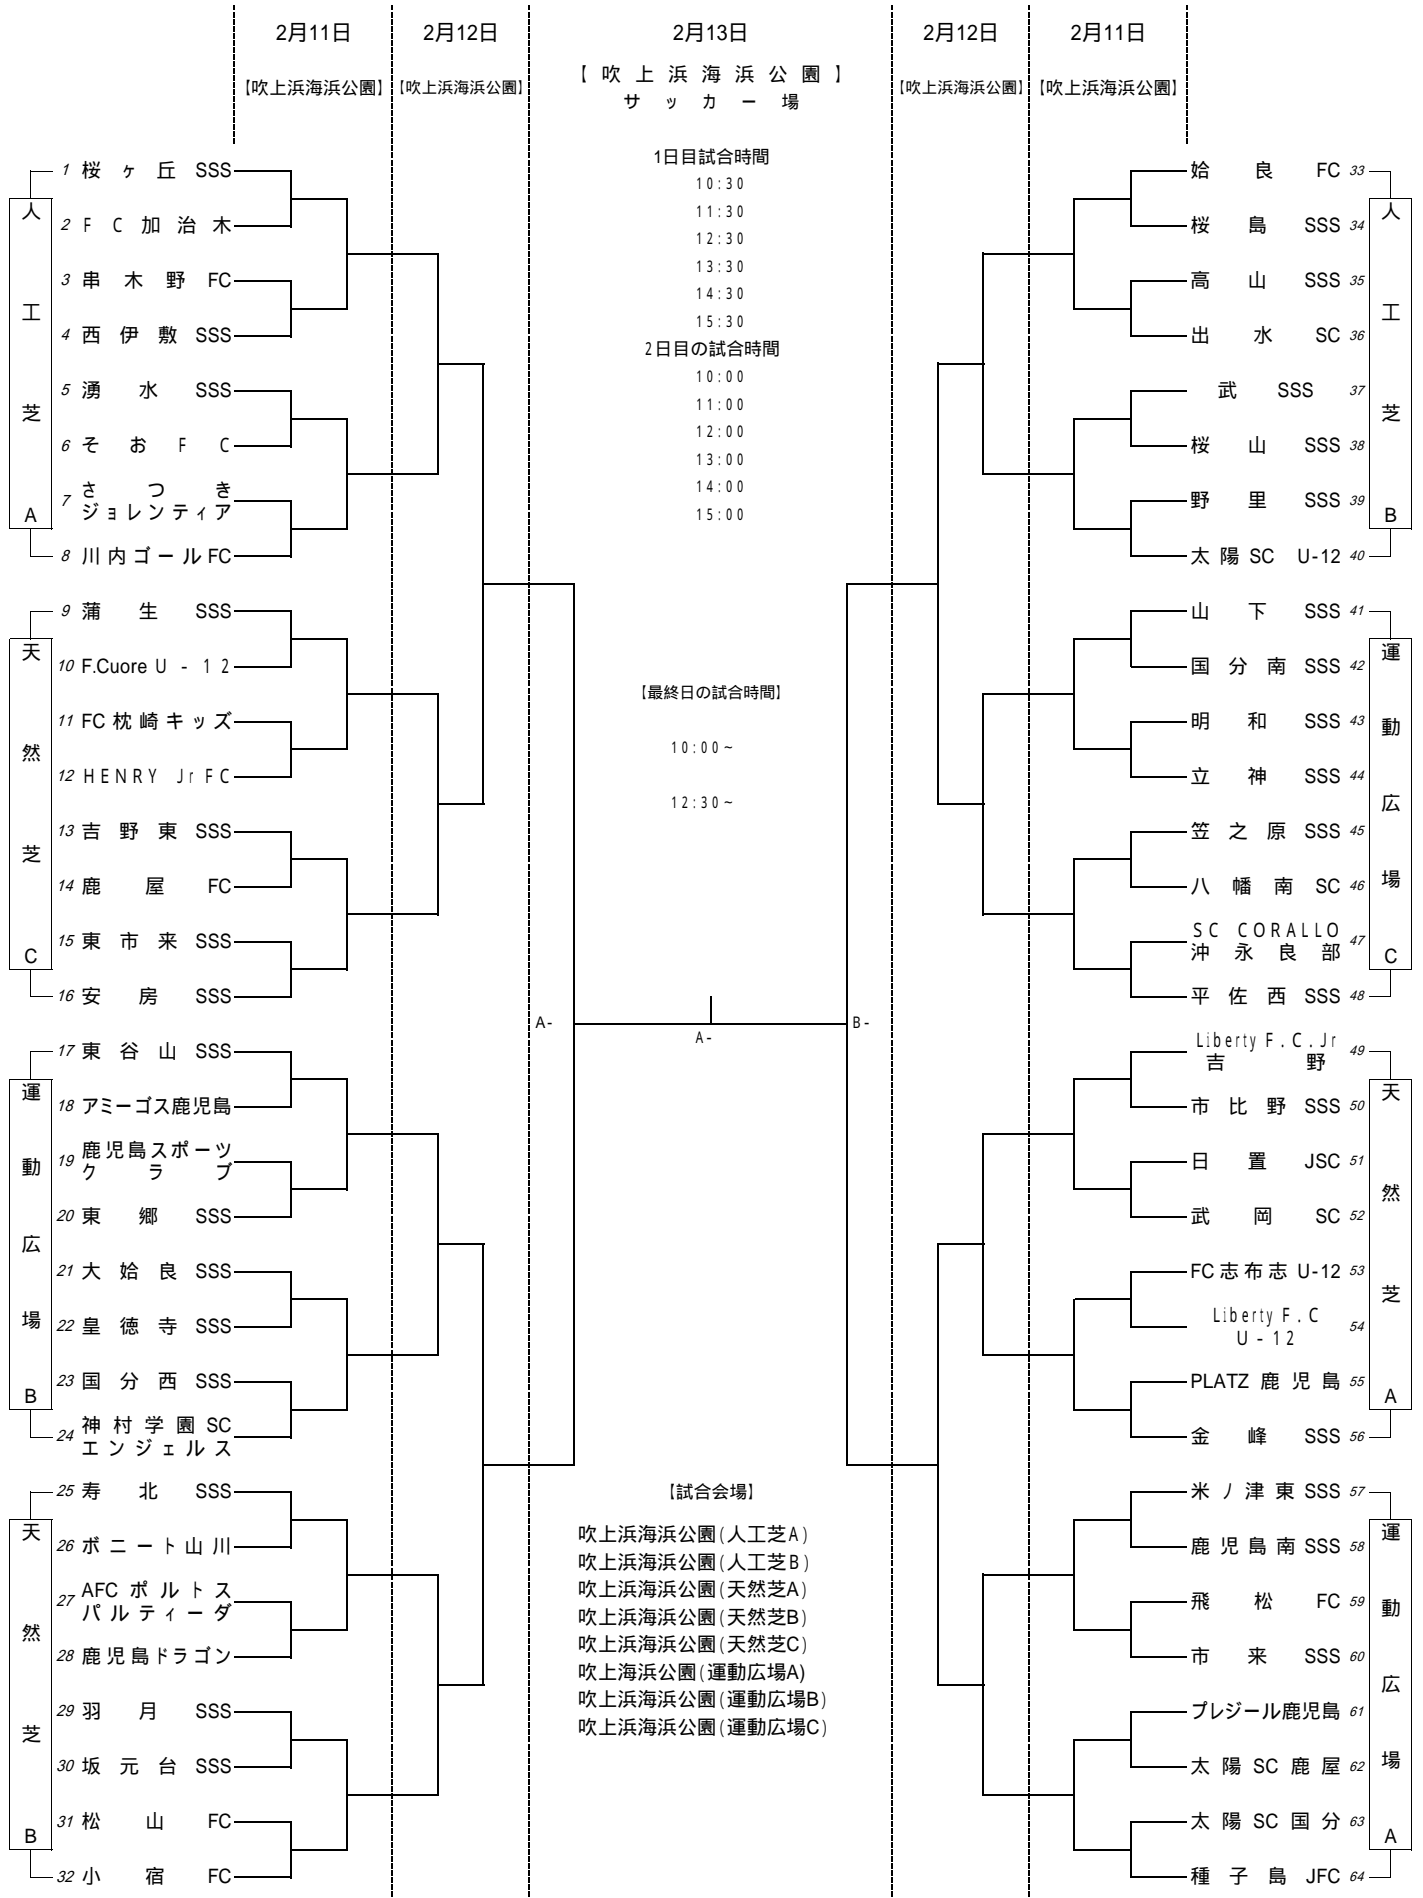 2月11日
2月12日
2月13日
2月12日
2月11日
【吹上浜海浜公園】
【吹上浜海浜公園】
【吹上浜海浜公園】
サッカー場
【吹上浜海浜公園】
【吹上浜海浜公園】
人工芝A
1 桜ヶ丘 SSS
2 FC加治木
3 串木野 FC
4 西伊敷 SSS
5 湧水 SSS
6 そお FC
7 さつき
ジョレンティア
8 川内ゴール FC
天然芝C
9 蒲生 SSS
10 F.Cuore U-12
11 FC 枕崎キッズ
12 HENRY Jr FC
13 吉野東 SSS
14 鹿屋 FC
15 東市来 SSS
16 安房 SSS
運動広場B
17 東谷山 SSS
18 アミーゴス鹿児島
19 鹿児島スポーツ
クラブ
20 東郷 SSS
21 大姶良 SSS
22 皇徳寺 SSS
23 国分西 SSS
24 神村学園 SC
エンジェルス
天然芝B
25 寿北 SSS
26 ボニート山川
27 AFC ポルトス
パルティーダ
28 鹿児島ドラゴン
29 羽月 SSS
30 坂元台 SSS
31 松山 FC
32 小宿 FC
1日目試合時間
10:30
11:30
12:30
13:30
14:30
15:30
2日目の試合時間
10:00
11:00
12:00
13:00
14:00
15:00
【最終日の試合時間】
10:00~
12:30~
A-
A-
B-
【試合会場】
吹上浜海浜公園(人工芝A)
吹上浜海浜公園(人工芝B)
吹上浜海浜公園(天然芝A)
吹上浜海浜公園(天然芝B)
吹上浜海浜公園(天然芝C)
吹上海浜公園(運動広場A)
吹上浜海浜公園(運動広場B)
吹上浜海浜公園(運動広場C)
人工芝B
姶良 FC 33
桜島 SSS 34
高山 SSS 35
出水 SC 36
武 SSS 37
桜山 SSS 38
野里 SSS 39
太陽 SC U-12 40
運動広場C
山下 SSS 41
国分南 SSS 42
明和 SSS 43
立神 SSS 44
笠之原 SSS 45
八幡南 SC 46
SC CORALLO
沖永良部 47
平佐西 SSS 48
天然芝A
Liberty F.C.Jr
吉野 49
市比野 SSS 50
日置 JSC 51
武岡 SC 52
FC 志布志 U-12 53
Liberty F.C
U-12 54
PLATZ 鹿児島 55
金峰 SSS 56
運動広場A
米ノ津東 SSS 57
鹿児島南 SSS 58
飛松 FC 59
市来 SSS 60
プレジール鹿児島 61
太陽 SC 鹿屋 62
太陽 SC 国分 63
種子島 JFC 64